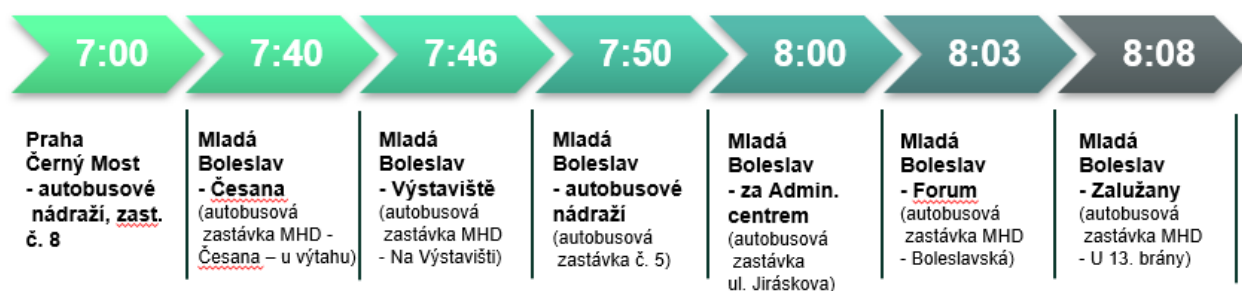 7:00
7:40
7:46
7:50
8:00
8:03
8:08
Praha
Černý Most
- autobusové
nádraží, zast.
č. 8
Mladá
Boleslav
- Česana
(autobusová
zastávka MHD -
Česana – u výtahu)
Mladá
Boleslav
- Výstaviště
(autobusová
zastávka MHD
- Na Výstavišti)
Mladá
Boleslav
- autobusové
nádraží
(autobusová
zastávka č. 5)
Mladá
Boleslav
- za Admin.
centrem
(autobusová
zastávka
ul. Jiráskova)
Mladá
Boleslav
- Forum
(autobusová
zastávka MHD
- Boleslavská)
Mladá
Boleslav
- Zalužany
(autobusová
zastávka MHD
- U 13. brány)